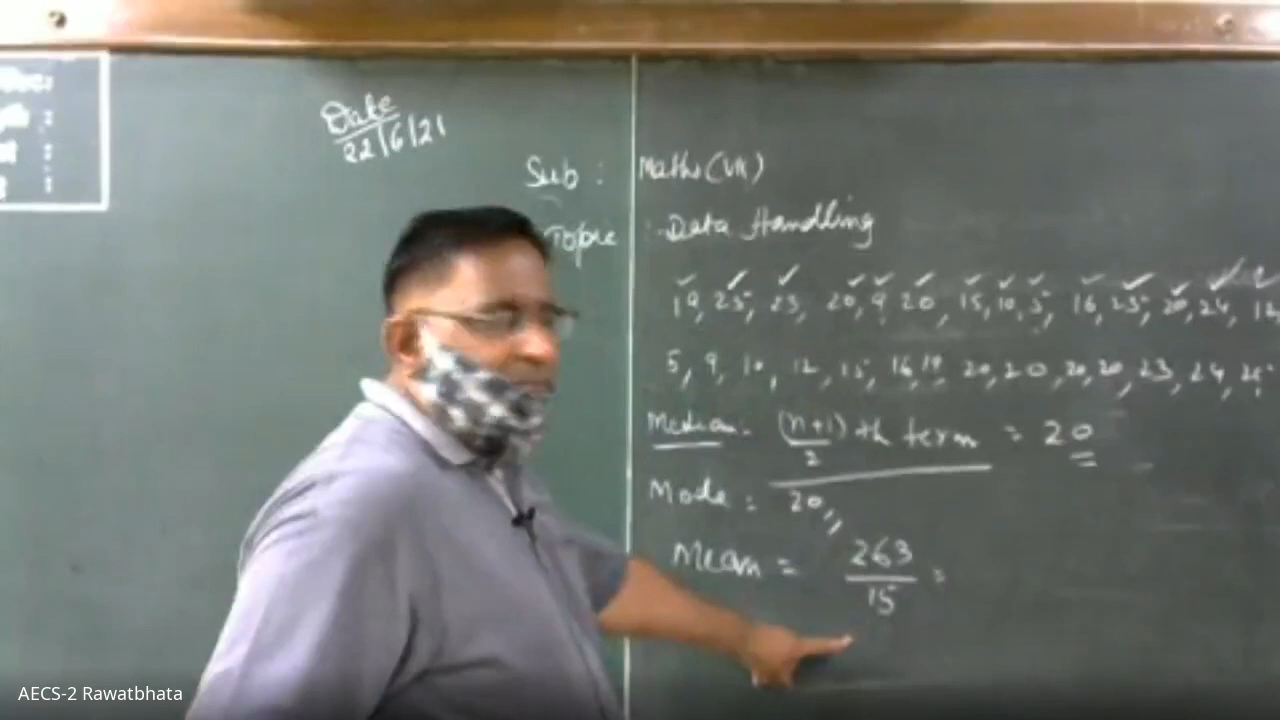 Date
22/6/21
Sub : Maths (VII)
Topic : Data Handling
19, 25, 23, 20, 9, 20, 15, 10, 5, 16, 25, 20, 24, 12,
5, 9, 10, 12, 15, 16, 19, 20, 20, 20, 20, 23, 24, 25
Median = (n+1)/2 th term = 20
Mode = 20,,
Mean = 263/15 =
AECS-2 Rawatbhata